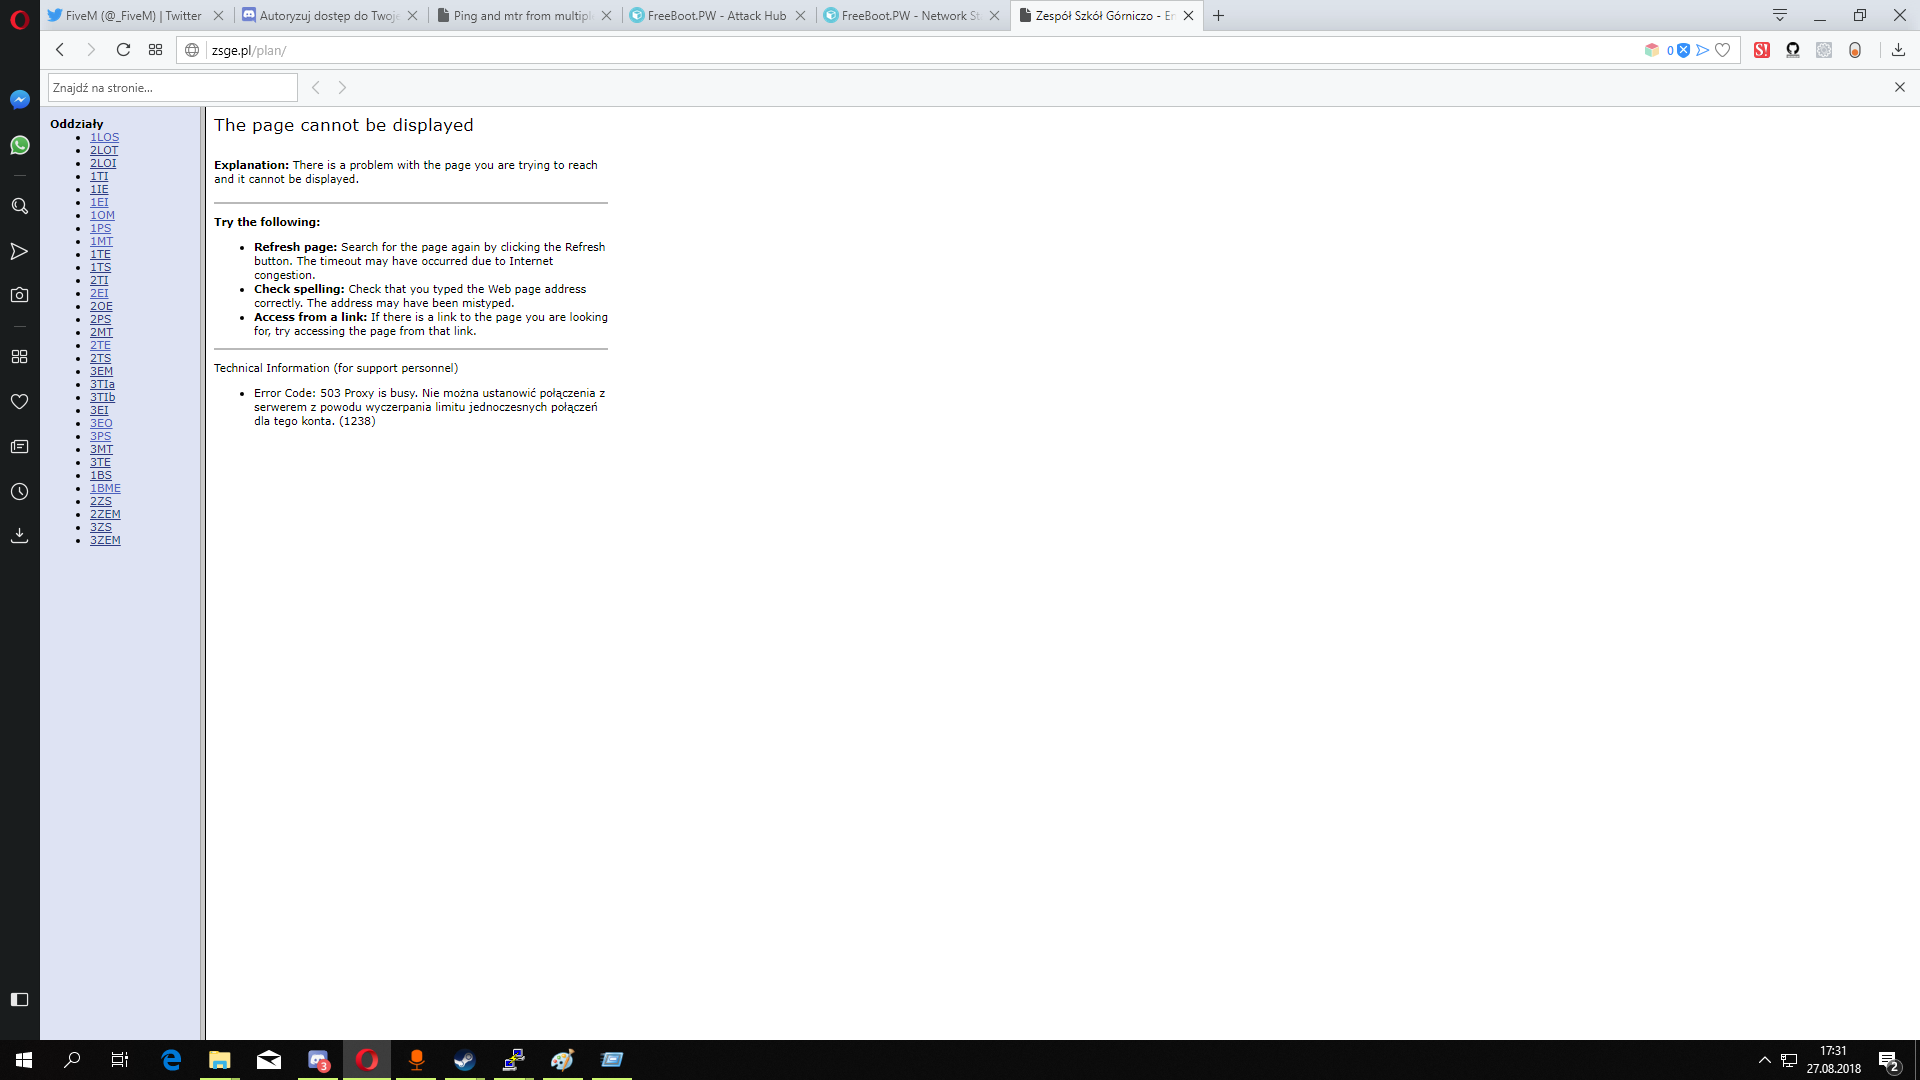 FiveM (@_FiveM) | Twitter
Autoryzuj dostęp do Twoje
Ping and mtr from multipl
FreeBoot.PW - Attack Hub
FreeBoot.PW - Network St
Zespół Szkół Górniczo - En
zsge.pl/plan/
0
S!
Znajdź na stronie...
Oddziały
1LOS
2LOT
2LOI
1TI
1IE
1EI
1OM
1PS
1MT
1TE
1TS
2TI
2EI
2OE
2PS
2MT
2TE
2TS
3EM
3TIa
3TIb
3EI
3EO
3PS
3MT
3TE
1BS
1BME
2ZS
2ZEM
3ZS
3ZEM
The page cannot be displayed
Explanation: There is a problem with the page you are trying to reach
and it cannot be displayed.
Try the following:
Refresh page: Search for the page again by clicking the Refresh
button. The timeout may have occurred due to Internet
congestion.
Check spelling: Check that you typed the Web page address
correctly. The address may have been mistyped.
Access from a link: If there is a link to the page you are looking
for, try accessing the page from that link.
Technical Information (for support personnel)
Error Code: 503 Proxy is busy. Nie można ustanowić połączenia z
serwerem z powodu wyczerpania limitu jednoczesnych połączeń
dla tego konta. (1238)
3
17:31
27.08.2018
2